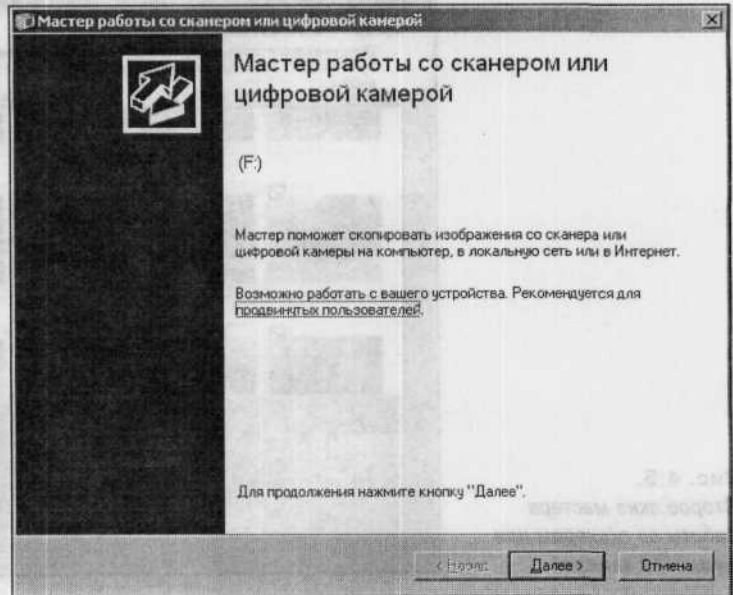 Мастер работы со сканером или цифровой камерой
Мастер работы со сканером или
цифровой камерой
(F:)
Мастер поможет скопировать изображения со сканера или
цифровой камеры на компьютер, в локальную сеть или в Интернет.
Возможно работать с вашего устройства. Рекомендуется для
продвинутых пользователей.
Для продолжения нажмите кнопку "Далее".
< Назад
Далее >
Отмена